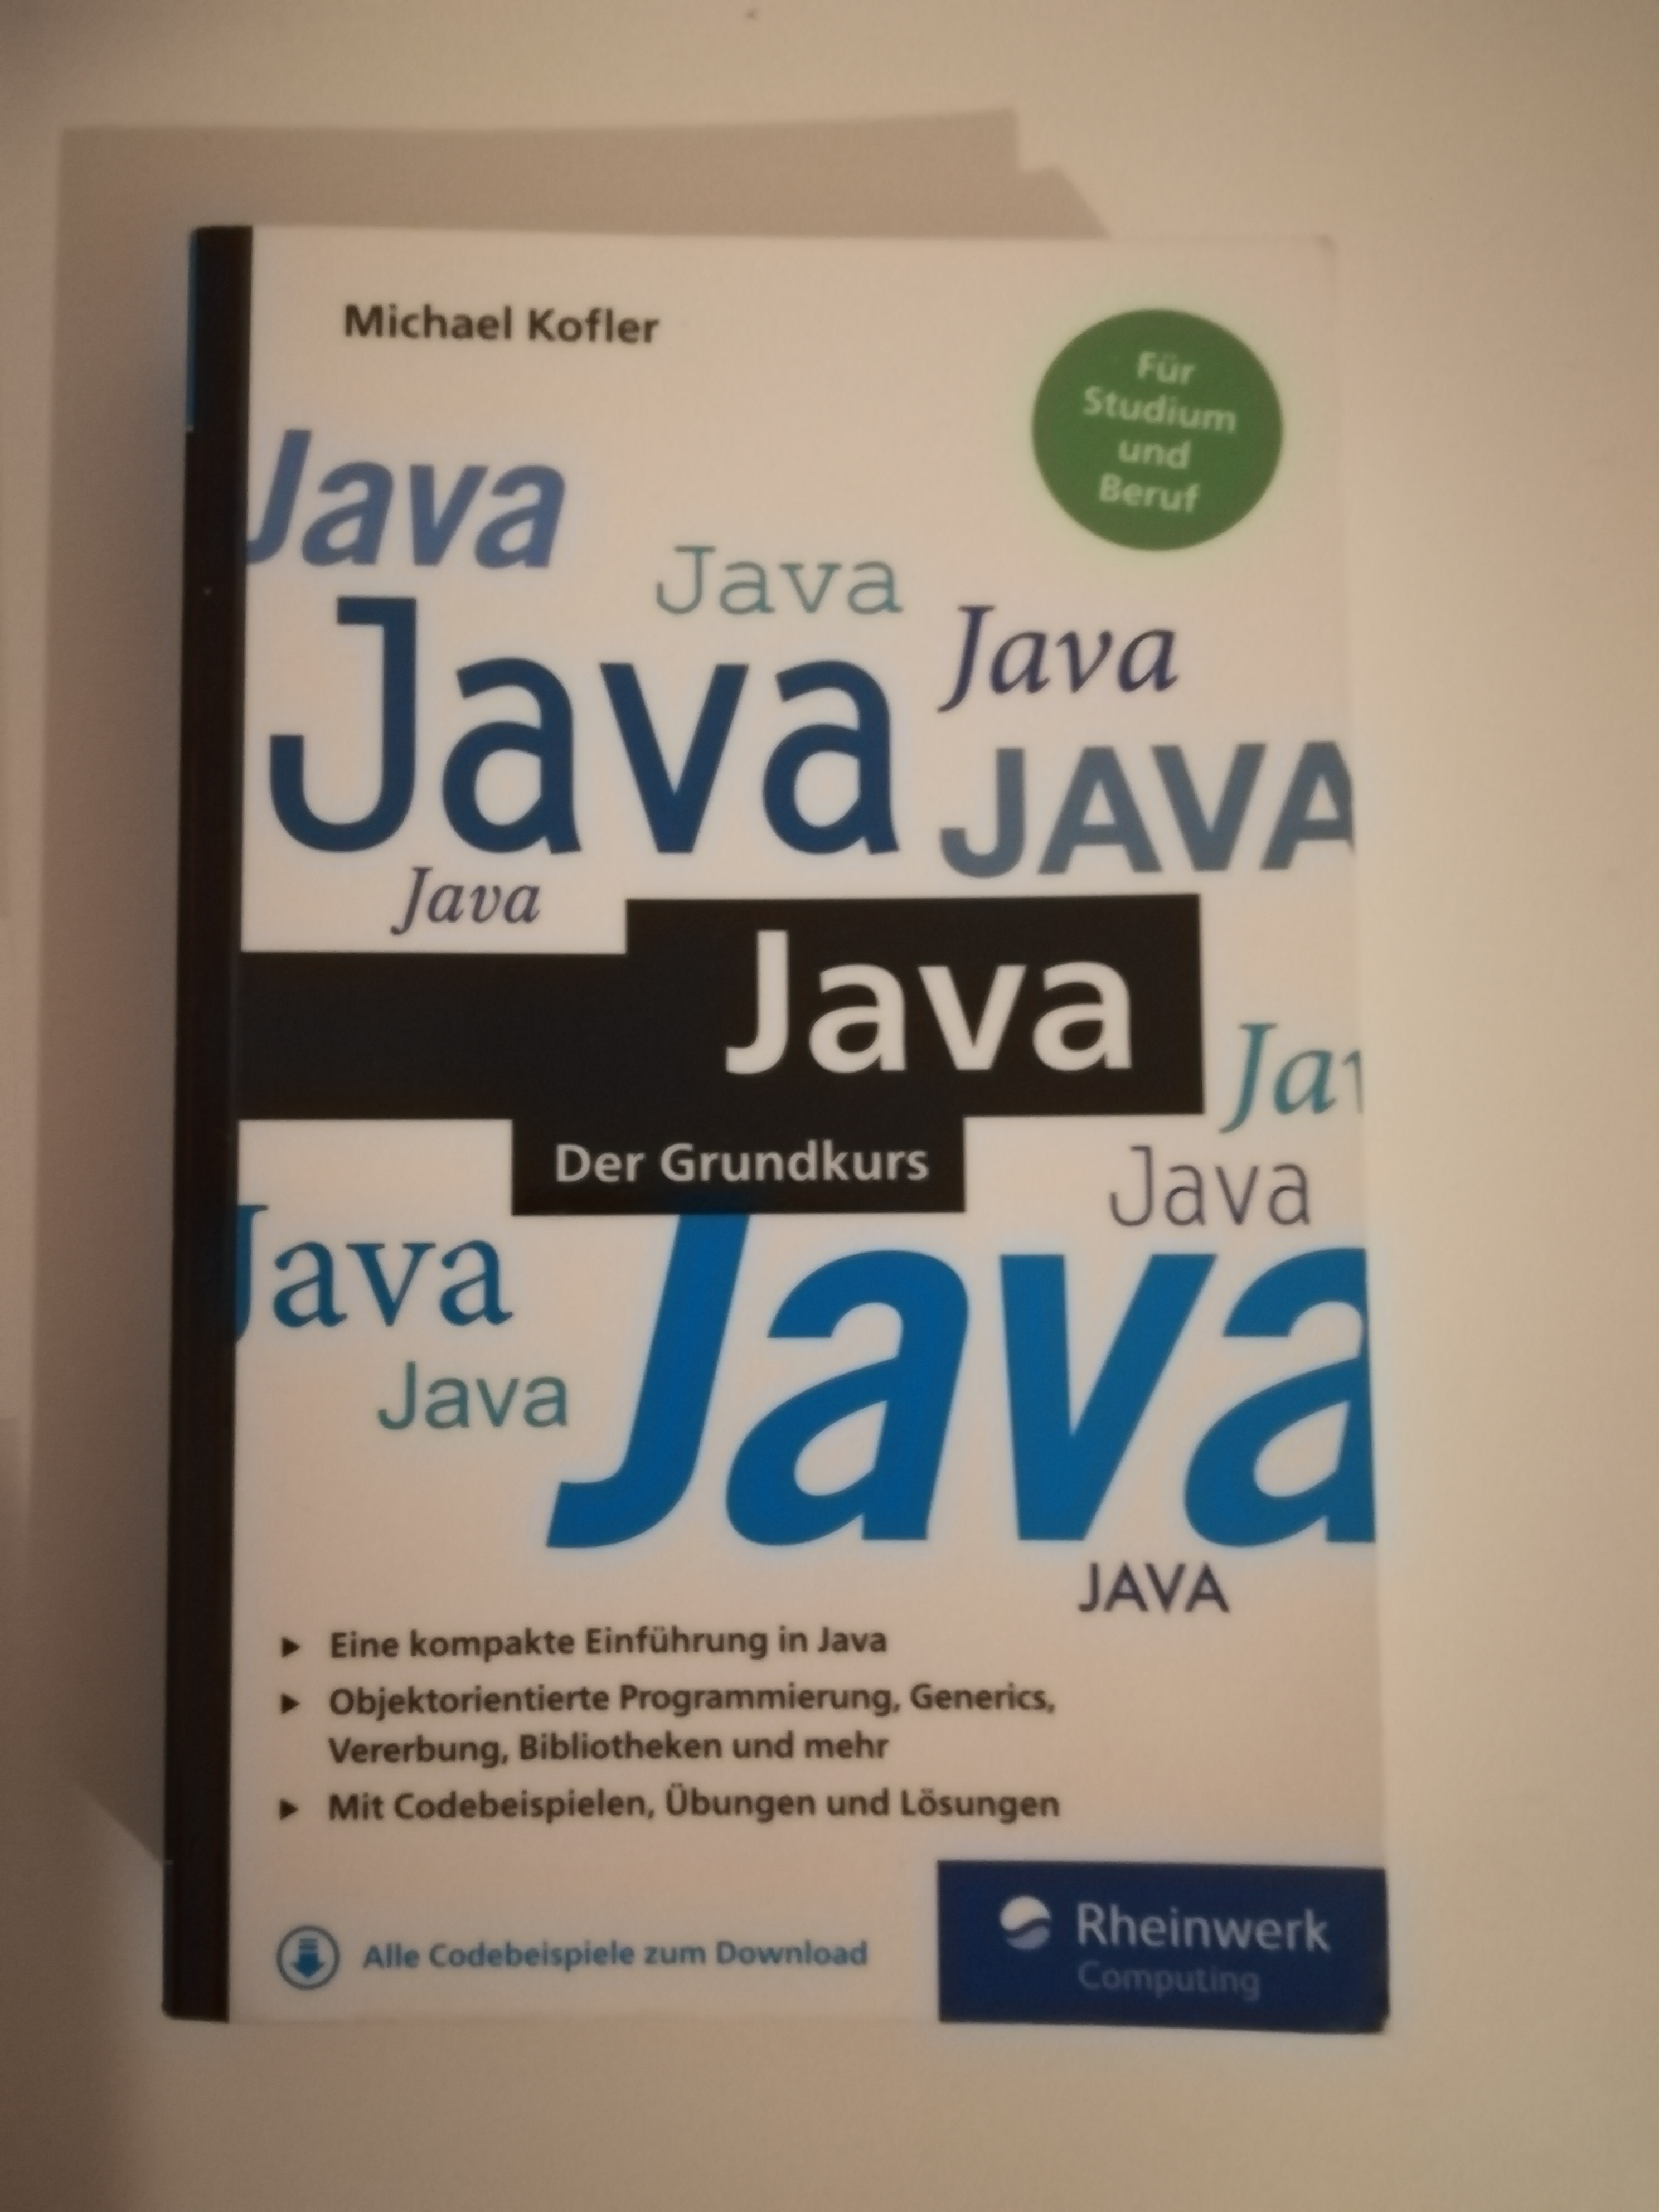 Michael Kofler
Für
Studium
und
Beruf
Java
Java
Java
Java
JAVA
Java
Java
Jav
Der Grundkurs
Java
Java
Java
Java
JAVA
▶ Eine kompakte Einführung in Java
▶ Objektorientierte Programmierung, Generics,
Vererbung, Bibliotheken und mehr
▶ Mit Codebeispielen, Übungen und Lösungen
Alle Codebeispiele zum Download
Rheinwerk
Computing